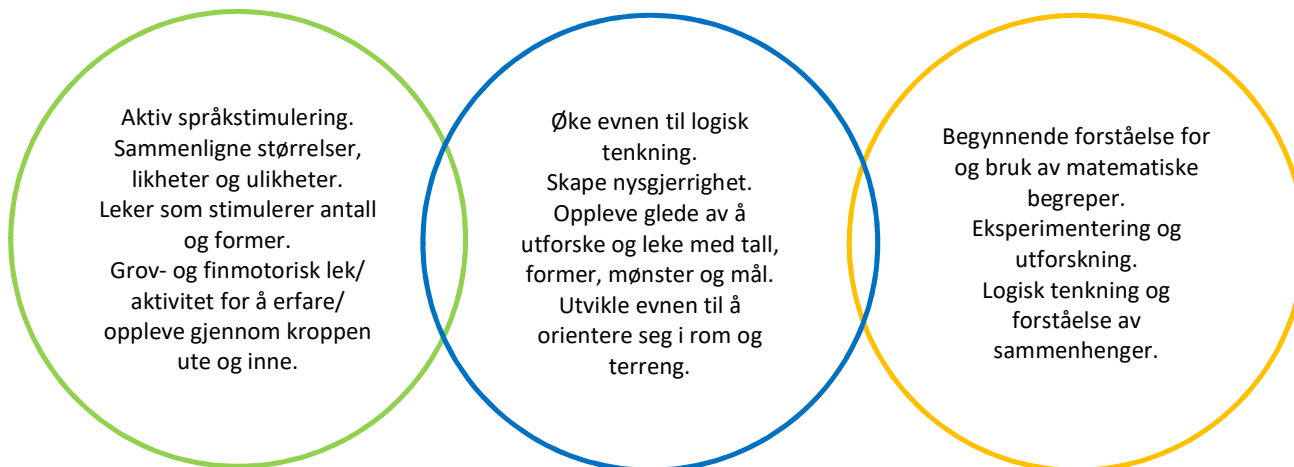 Aktiv språkstimulering.
Sammenligne størrelser,
likheter og ulikheter.
Leker som stimulerer antall
og former.
Grov- og finmotorisk lek/
aktivitet for å erfare/
oppleve gjennom kroppen
ute og inne.
Øke evnen til logisk
tenkning.
Skape nysgjerrighet.
Oppleve glede av å
utforske og leke med tall,
former, mønster og mål.
Utvikle evnen til å
orientere seg i rom og
terreng.
Begynnende forståelse for
og bruk av matematiske
begreper.
Eksperimentering og
utforskning.
Logisk tenkning og
forståelse av
sammenhenger.